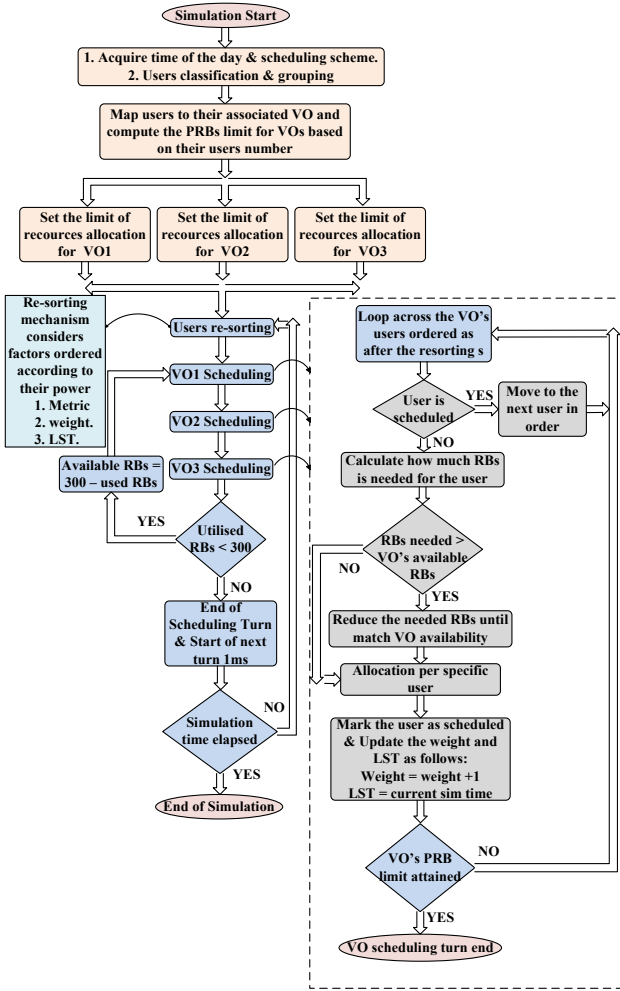 Simulation Start
1. Acquire time of the day & scheduling scheme.
2. Users classification & grouping
Map users to their associated VO and
compute the PRBs limit for VOs based
on their users number
Set the limit of
recources allocation
for VO1
Set the limit of
recources allocation
for VO2
Set the limit of
recources allocation
for VO3
Re-sorting
mechanism
considers
factors ordered
according to
their power
1. Metric
2. weight.
3. LST.
Users re-sorting
VO1 Scheduling
VO2 Scheduling
VO3 Scheduling
Available RBs =
300 – used RBs
YES
Utilised
RBs < 300
NO
End of
Scheduling Turn
& Start of next
turn 1ms
NO
Simulation
time elapsed
YES
End of Simulation
Loop across the VO's
users ordered as
after the resorting s
User is
scheduled
YES
Move to the
next user in
order
NO
Calculate how much RBs
is needed for the user
RBs needed >
VO's available
RBs
NO
YES
Reduce the needed RBs until
match VO availability
Allocation per specific
user
Mark the user as scheduled
& Update the weight and
LST as follows:
Weight = weight +1
LST = current sim time
VO's PRB
limit attained
NO
YES
VO scheduling turn end